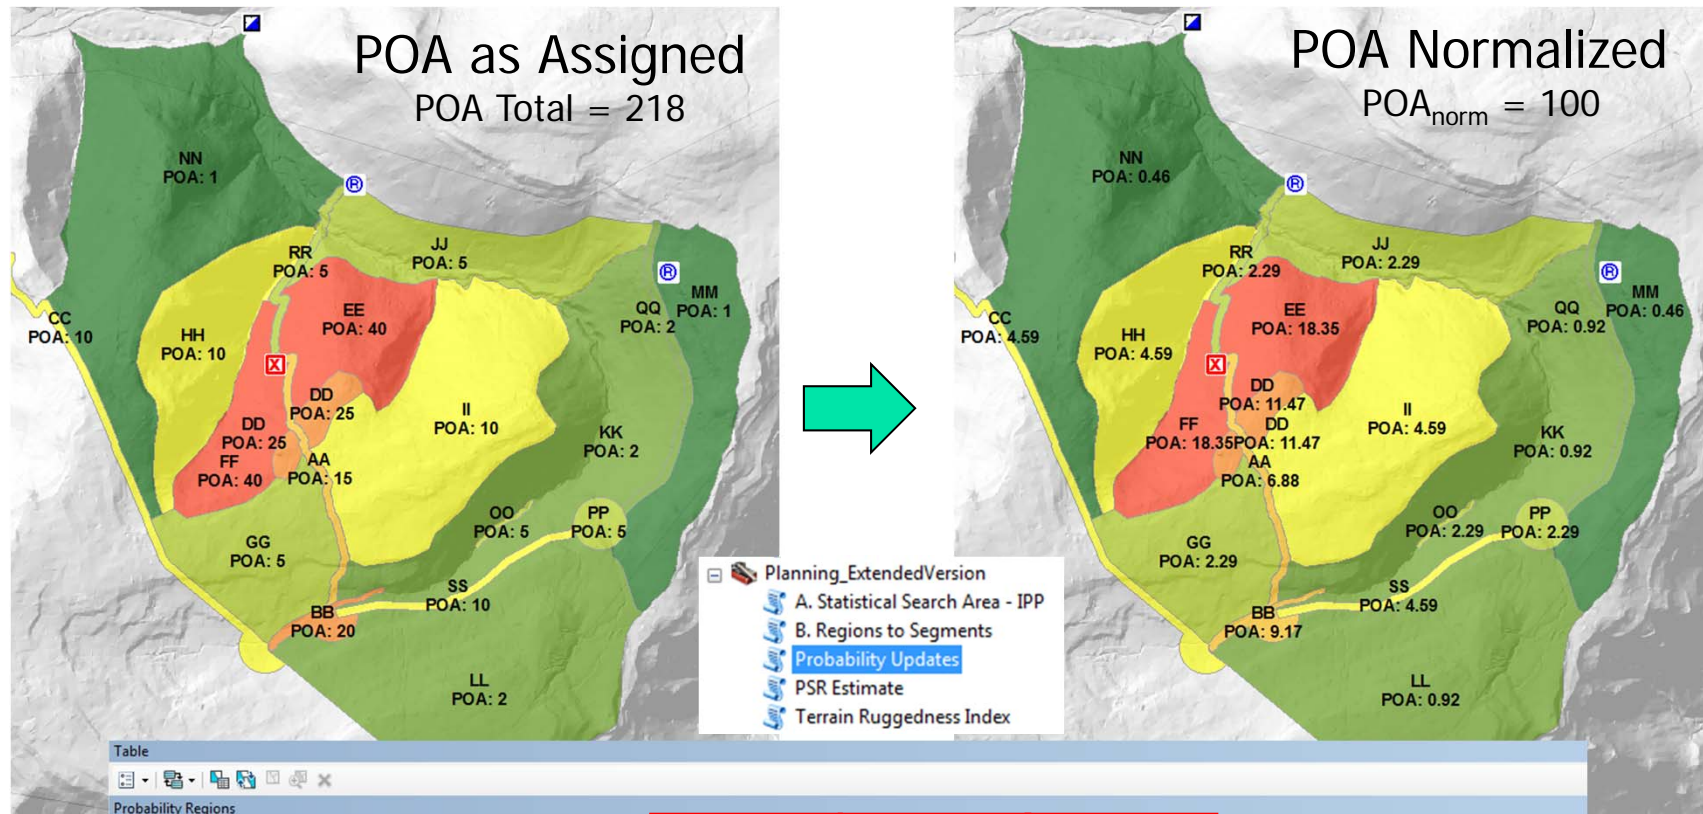 POA as Assigned
POA Total = 218
NN
POA: 1
R
JJ
POA: 5
RR
POA: 5
R
MM
POA: 1
QQ
POA: 2
EE
POA: 40
CC
POA: 10
HH
POA: 10
X
DD
POA: 25
II
POA: 10
DD
POA: 25
FF
POA: 40
AA
POA: 15
KK
POA: 2
OO
POA: 5
PP
POA: 5
GG
POA: 5
SS
POA: 10
BB
POA: 20
LL
POA: 2
POA Normalized
POAnorm = 100
NN
POA: 0.46
R
JJ
POA: 2.29
RR
POA: 2.29
R
MM
POA: 0.46
QQ
POA: 0.92
EE
POA: 18.35
CC
POA: 4.59
HH
POA: 4.59
X
DD
POA: 11.47
II
POA: 4.59
FF
POA: 18.35
DD
POA: 11.47
AA
POA: 6.88
KK
POA: 0.92
OO
POA: 2.29
PP
POA: 2.29
GG
POA: 2.29
SS
POA: 4.59
BB
POA: 9.17
LL
POA: 0.92
Planning_ExtendedVersion
A. Statistical Search Area - IPP
B. Regions to Segments
Probability Updates
PSR Estimate
Terrain Ruggedness Index
Table
Probability Regions